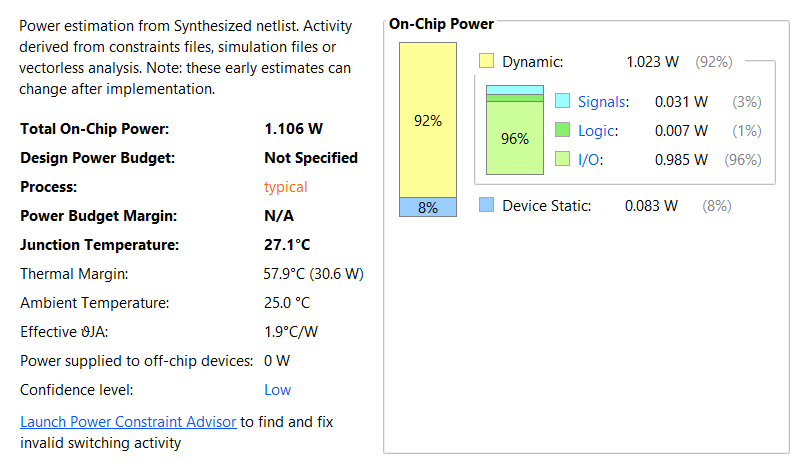 Power estimation from Synthesized netlist. Activity
derived from constraints files, simulation files or
vectorless analysis. Note: these early estimates can
change after implementation.
Total On-Chip Power: 1.106 W
Design Power Budget: Not Specified
Process: typical
Power Budget Margin: N/A
Junction Temperature: 27.1°C
Thermal Margin: 57.9°C (30.6 W)
Ambient Temperature: 25.0 °C
Effective ϑJA: 1.9°C/W
Power supplied to off-chip devices: 0 W
Confidence level: Low
Launch Power Constraint Advisor to find and fix
invalid switching activity
On-Chip Power
Dynamic: 1.023 W (92%)
92%
Signals: 0.031 W (3%)
Logic: 0.007 W (1%)
96%
I/O: 0.985 W (96%)
8%
Device Static: 0.083 W (8%)